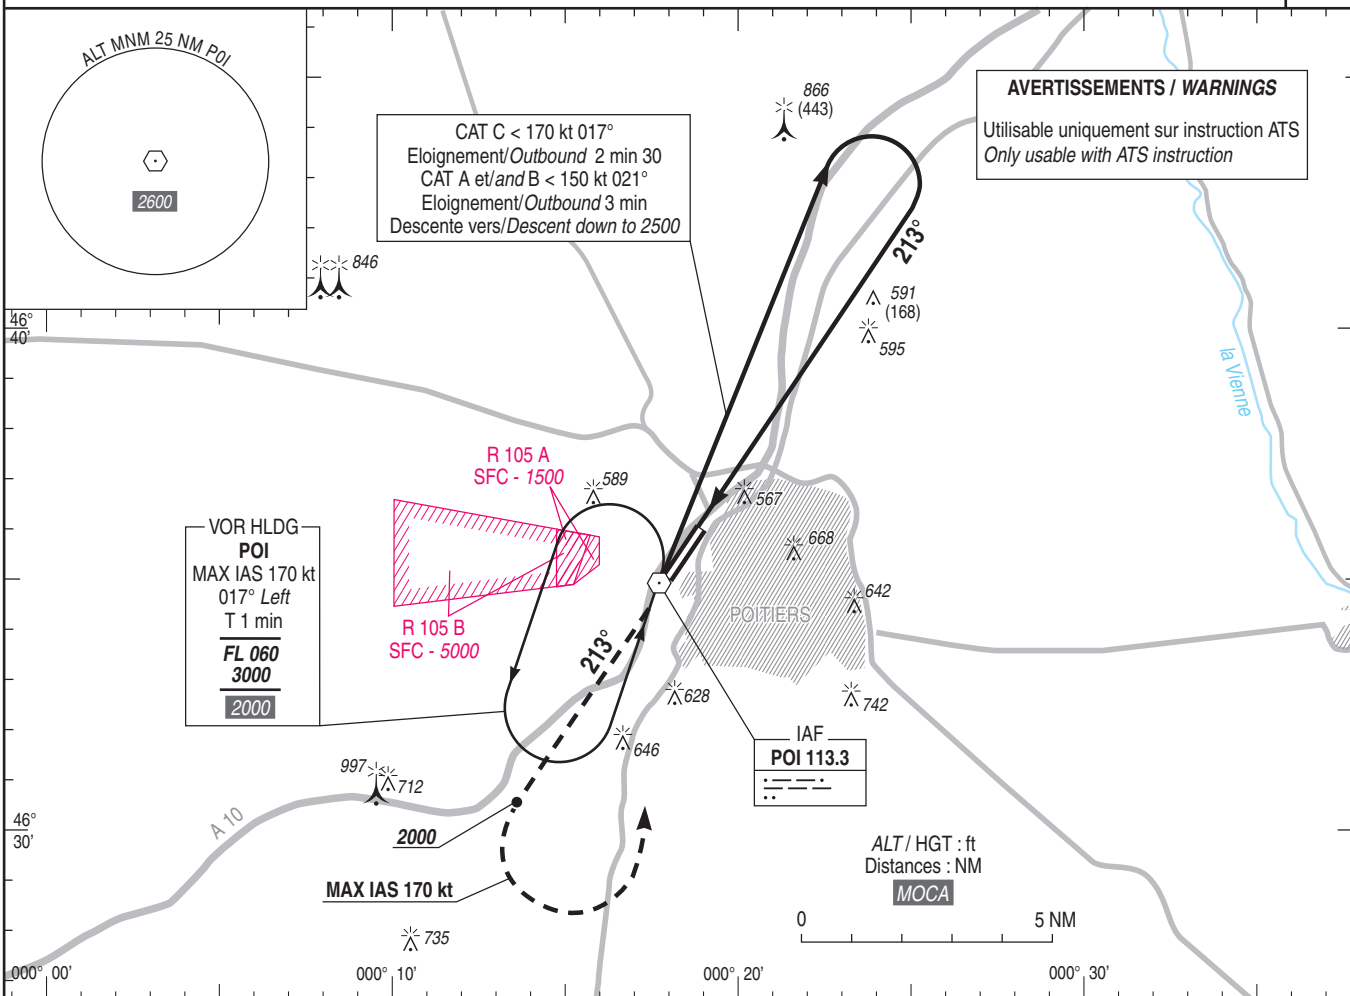 ALT MNM 25 NM POI
2600
CAT C < 170 kt 017°
Eloignement/Outbound 2 min 30
CAT A et/and B < 150 kt 021°
Eloignement/Outbound 3 min
Descente vers/Descent down to 2500
866
(443)
AVERTISSEMENTS / WARNINGS
Utilisable uniquement sur instruction ATS
Only usable with ATS instruction
213°
846
591
(168)
595
46°
40'
la Vienne
R 105 A
SFC - 1500
589
567
668
642
POITIERS
VOR HLDG
POI
MAX IAS 170 kt
017° Left
T 1 min
FL 060
3000
2000
R 105 B
SFC - 5000
213°
628
742
646
IAF
POI 113.3
997
712
A 10
46°
30'
2000
MAX IAS 170 kt
735
ALT / HGT : ft
Distances : NM
MOCA
0 5 NM
000° 00' 000° 10' 000° 20' 000° 30'